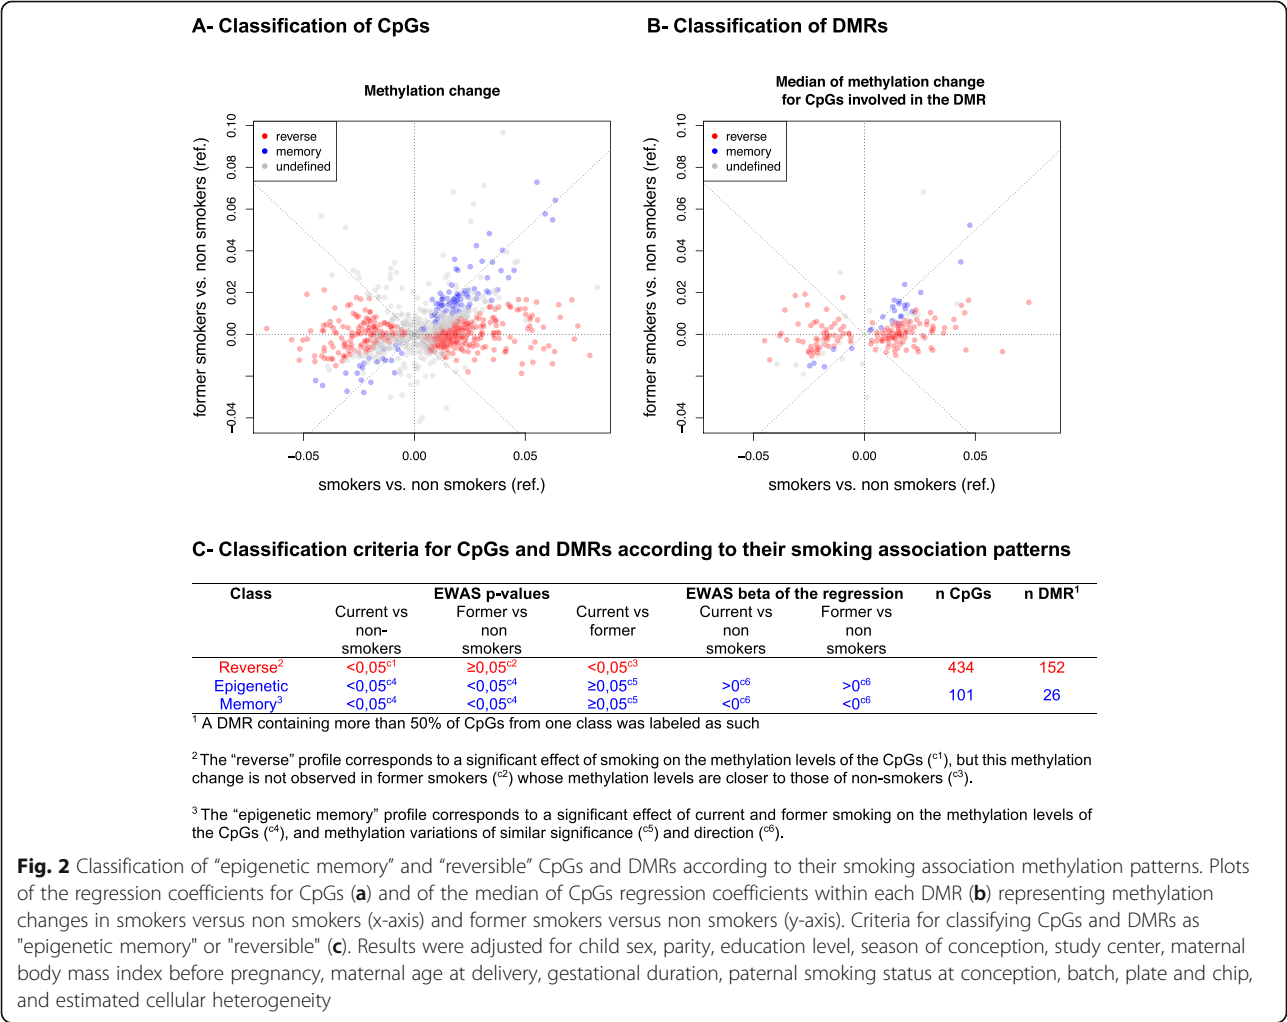 A- Classification of CpGs
B- Classification of DMRs
Methylation change
Median of methylation change
for CpGs involved in the DMR
reverse
memory
undefined
0.10
0.08
0.06
0.04
0.02
0.00
−0.04
former smokers vs. non smokers (ref.)
−0.05
0.00
0.05
smokers vs. non smokers (ref.)
reverse
memory
undefined
0.10
0.08
0.06
0.04
0.02
0.00
−0.04
former smokers vs. non smokers (ref.)
−0.05
0.00
0.05
smokers vs. non smokers (ref.)
C- Classification criteria for CpGs and DMRs according to their smoking association patterns
Class EWAS p-values EWAS beta of the regression n CpGs n DMR¹
Current vs Former vs Current vs Current vs Former vs
non- non former non non
smokers smokers smokers smokers
Reverse² <0,05ᶜ¹ ≥0,05ᶜ² <0,05ᶜ³ 434 152
Epigenetic <0,05ᶜ⁴ <0,05ᶜ⁴ ≥0,05ᶜ⁵ >0ᶜ⁶ >0ᶜ⁶
101 26
Memory³ <0,05ᶜ⁴ <0,05ᶜ⁴ ≥0,05ᶜ⁵ <0ᶜ⁶ <0ᶜ⁶
¹ A DMR containing more than 50% of CpGs from one class was labeled as such
² The “reverse” profile corresponds to a significant effect of smoking on the methylation levels of the CpGs (ᶜ¹), but this methylation
change is not observed in former smokers (ᶜ²) whose methylation levels are closer to those of non-smokers (ᶜ³).
³ The “epigenetic memory” profile corresponds to a significant effect of current and former smoking on the methylation levels of
the CpGs (ᶜ⁴), and methylation variations of similar significance (ᶜ⁵) and direction (ᶜ⁶).
Fig. 2 Classification of “epigenetic memory” and “reversible” CpGs and DMRs according to their smoking association methylation patterns. Plots
of the regression coefficients for CpGs (a) and of the median of CpGs regression coefficients within each DMR (b) representing methylation
changes in smokers versus non smokers (x-axis) and former smokers versus non smokers (y-axis). Criteria for classifying CpGs and DMRs as
"epigenetic memory" or "reversible" (c). Results were adjusted for child sex, parity, education level, season of conception, study center, maternal
body mass index before pregnancy, maternal age at delivery, gestational duration, paternal smoking status at conception, batch, plate and chip,
and estimated cellular heterogeneity